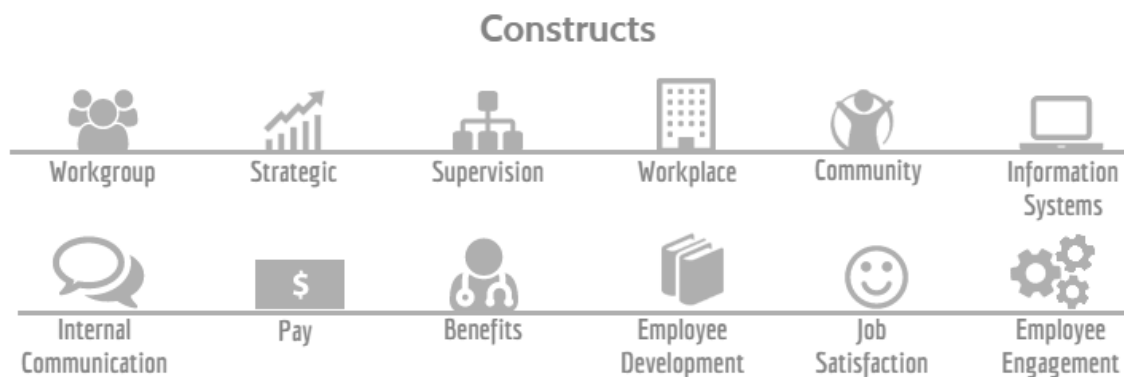 Constructs
Workgroup
Strategic
Supervision
Workplace
Community
Information
Systems
Internal
Communication
$
Pay
Benefits
Employee
Development
Job
Satisfaction
Employee
Engagement